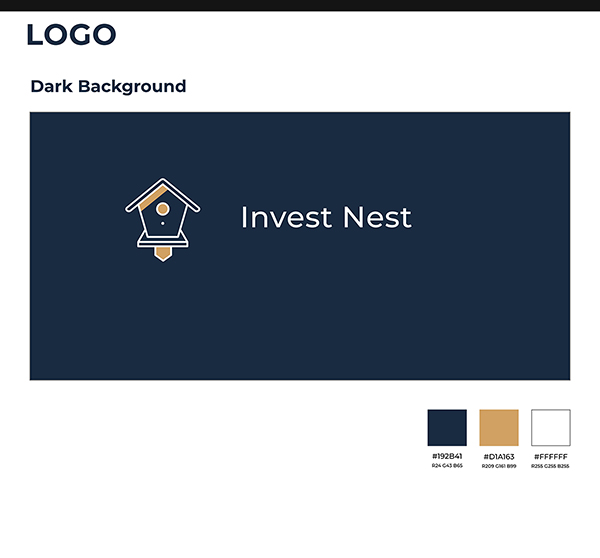 LOGO
Dark Background
Invest Nest
#192B41 #D1A163 #FFFFFF
R24 G43 B65 R209 G161 B99 R255 G255 B255